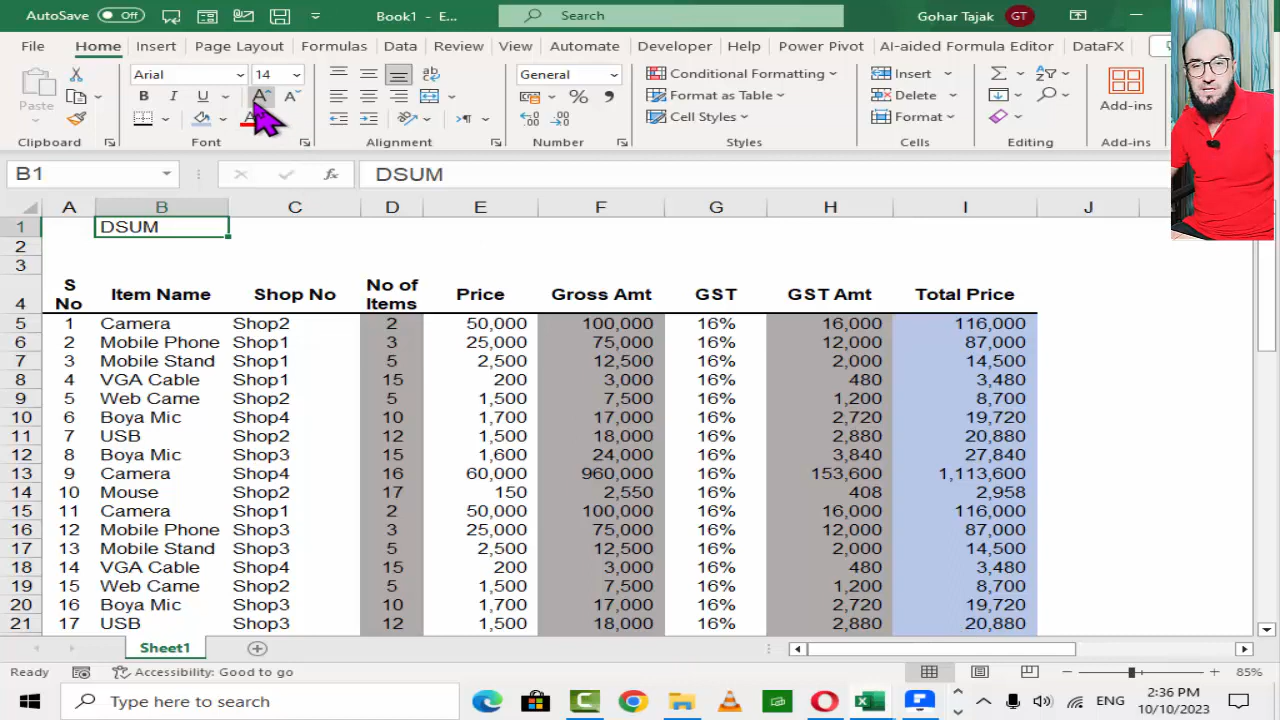 AutoSave Off Book1 - E... Search Gohar Tajak GT
File Home Insert Page Layout Formulas Data Review View Automate Developer Help Power Pivot AI-aided Formula Editor DataFX
Paste Arial 14 General Conditional Formatting Insert Add-ins
B I U A A % , Format as Table Delete
Cell Styles Format
Clipboard Font Alignment Number Styles Cells Editing Add-ins
B1 fx DSUM
A B C D E F G H I J
1 DSUM
2
3
4 S No Item Name Shop No No of Items Price Gross Amt GST GST Amt Total Price
5 1 Camera Shop2 2 50,000 100,000 16% 16,000 116,000
6 2 Mobile Phone Shop1 3 25,000 75,000 16% 12,000 87,000
7 3 Mobile Stand Shop1 5 2,500 12,500 16% 2,000 14,500
8 4 VGA Cable Shop1 15 200 3,000 16% 480 3,480
9 5 Web Came Shop2 5 1,500 7,500 16% 1,200 8,700
10 6 Boya Mic Shop4 10 1,700 17,000 16% 2,720 19,720
11 7 USB Shop2 12 1,500 18,000 16% 2,880 20,880
12 8 Boya Mic Shop3 15 1,600 24,000 16% 3,840 27,840
13 9 Camera Shop4 16 60,000 960,000 16% 153,600 1,113,600
14 10 Mouse Shop2 17 150 2,550 16% 408 2,958
15 11 Camera Shop1 2 50,000 100,000 16% 16,000 116,000
16 12 Mobile Phone Shop3 3 25,000 75,000 16% 12,000 87,000
17 13 Mobile Stand Shop3 5 2,500 12,500 16% 2,000 14,500
18 14 VGA Cable Shop3 15 200 3,000 16% 480 3,480
19 15 Web Came Shop2 5 1,500 7,500 16% 1,200 8,700
20 16 Boya Mic Shop3 10 1,700 17,000 16% 2,720 19,720
21 17 USB Shop3 12 1,500 18,000 16% 2,880 20,880
Sheet1
Ready Accessibility: Good to go 85%
Type here to search ENG 2:36 PM
10/10/2023